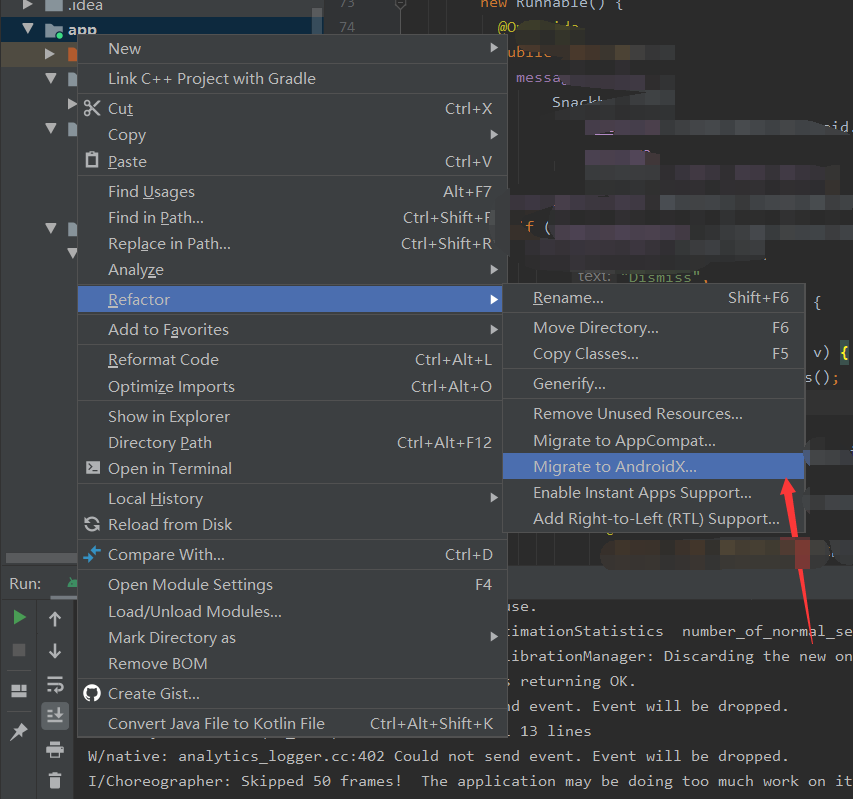 .idea
app
73
new Runnable() {
74
New
Link C++ Project with Gradle
Cut Ctrl+X
Copy
Paste Ctrl+V
Find Usages Alt+F7
Find in Path... Ctrl+Shift+F
Replace in Path... Ctrl+Shift+R
Analyze
Refactor
Add to Favorites
Reformat Code Ctrl+Alt+L
Optimize Imports Ctrl+Alt+O
Show in Explorer
Directory Path Ctrl+Alt+F12
Open in Terminal
Local History
Reload from Disk
Compare With... Ctrl+D
Open Module Settings F4
Load/Unload Modules...
Mark Directory as
Remove BOM
Create Gist...
Convert Java File to Kotlin File Ctrl+Alt+Shift+K
text: "Dismiss",
Rename... Shift+F6
Move Directory... F6
Copy Classes... F5
Generify...
Remove Unused Resources...
Migrate to AppCompat...
Migrate to AndroidX...
Enable Instant Apps Support...
Add Right-to-Left (RTL) Support...
{
v) {
s();
Run:
use.
timationStatistics number_of_normal_se
librationManager: Discarding the new on
s returning OK.
nd event. Event will be dropped.
t 13 lines
W/native: analytics_logger.cc:402 Could not send event. Event will be dropped.
I/Choreographer: Skipped 50 frames! The application may be doing too much work on it